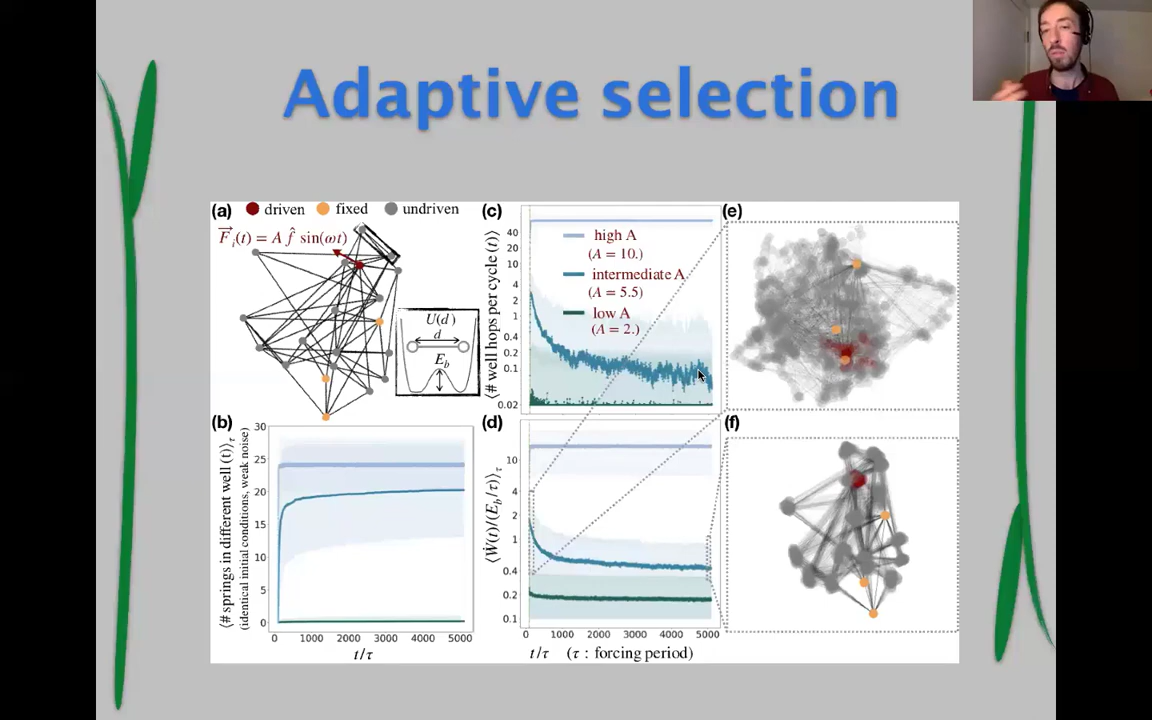 Adaptive selection
(a) driven fixed undriven
F⃗ᵢ(t) = A f̂ sin(ωt)
U(d)
d
E_b
(b)
⟨# springs in different well (t)⟩_τ
(identical initial conditions, weak noise)
30
25
20
15
10
5
0
0 1000 2000 3000 4000 5000
t/τ
(c)
⟨# well hops per cycle (t)⟩
40
20
10
4
2
1
0.4
0.2
0.1
0.02
high A
(A = 10.)
intermediate A
(A = 5.5)
low A
(A = 2.)
(d)
⟨Ẇ(t)/(E_b/τ)⟩_τ
10
4
2
1
0.4
0.2
0.1
0 1000 2000 3000 4000 5000
t/τ (τ : forcing period)
(e)
(f)